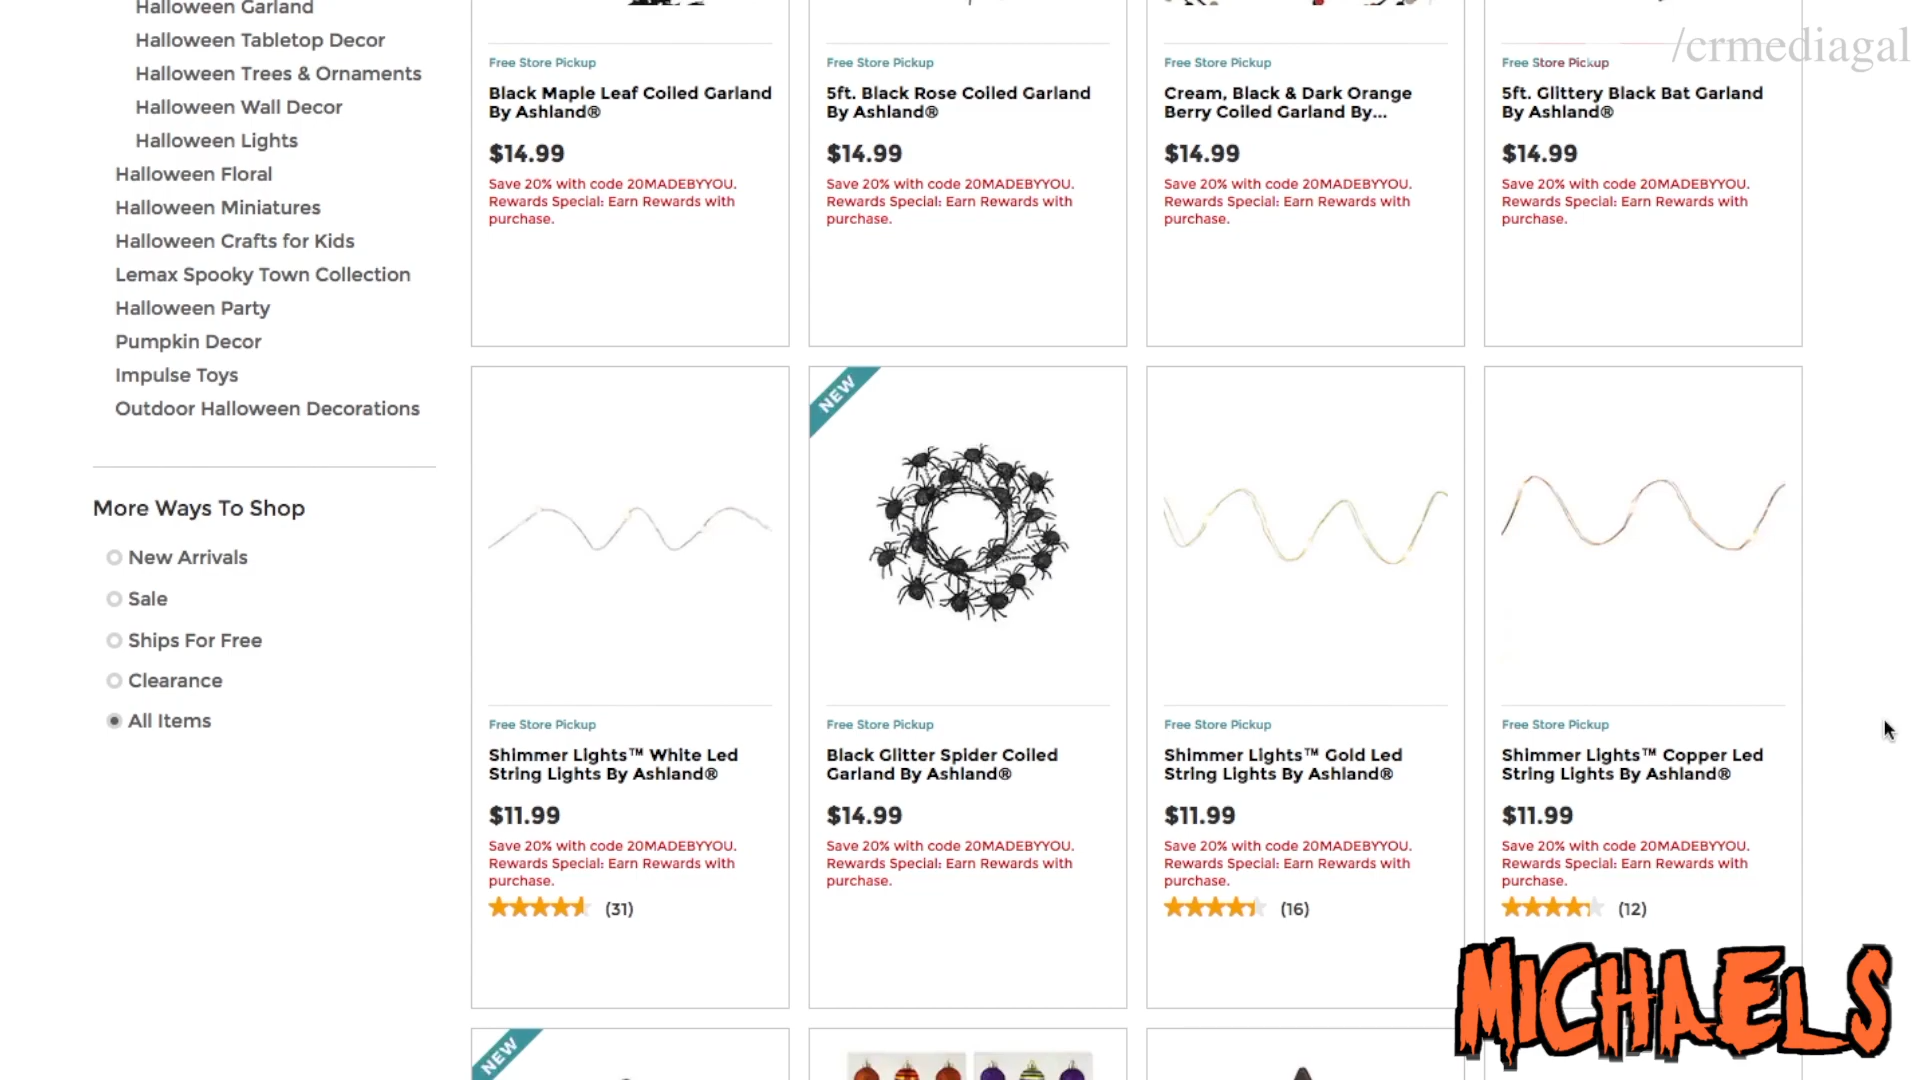 Halloween Garland
Halloween Tabletop Decor
Halloween Trees & Ornaments
Halloween Wall Decor
Halloween Lights
Halloween Floral
Halloween Miniatures
Halloween Crafts for Kids
Lemax Spooky Town Collection
Halloween Party
Pumpkin Decor
Impulse Toys
Outdoor Halloween Decorations
More Ways To Shop
New Arrivals
Sale
Ships For Free
Clearance
All Items
/crmediagal
Free Store Pickup
Black Maple Leaf Coiled Garland
By Ashland®
$14.99
Save 20% with code 20MADEBYYOU.
Rewards Special: Earn Rewards with
purchase.
Free Store Pickup
5ft. Black Rose Coiled Garland
By Ashland®
$14.99
Save 20% with code 20MADEBYYOU.
Rewards Special: Earn Rewards with
purchase.
Free Store Pickup
Cream, Black & Dark Orange
Berry Coiled Garland By...
$14.99
Save 20% with code 20MADEBYYOU.
Rewards Special: Earn Rewards with
purchase.
Free Store Pickup
5ft. Glittery Black Bat Garland
By Ashland®
$14.99
Save 20% with code 20MADEBYYOU.
Rewards Special: Earn Rewards with
purchase.
Free Store Pickup
Shimmer Lights™ White Led
String Lights By Ashland®
$11.99
Save 20% with code 20MADEBYYOU.
Rewards Special: Earn Rewards with
purchase.
(31)
NEW
Free Store Pickup
Black Glitter Spider Coiled
Garland By Ashland®
$14.99
Save 20% with code 20MADEBYYOU.
Rewards Special: Earn Rewards with
purchase.
Free Store Pickup
Shimmer Lights™ Gold Led
String Lights By Ashland®
$11.99
Save 20% with code 20MADEBYYOU.
Rewards Special: Earn Rewards with
purchase.
(16)
Free Store Pickup
Shimmer Lights™ Copper Led
String Lights By Ashland®
$11.99
Save 20% with code 20MADEBYYOU.
Rewards Special: Earn Rewards with
purchase.
(12)
NEW
MICHAELS